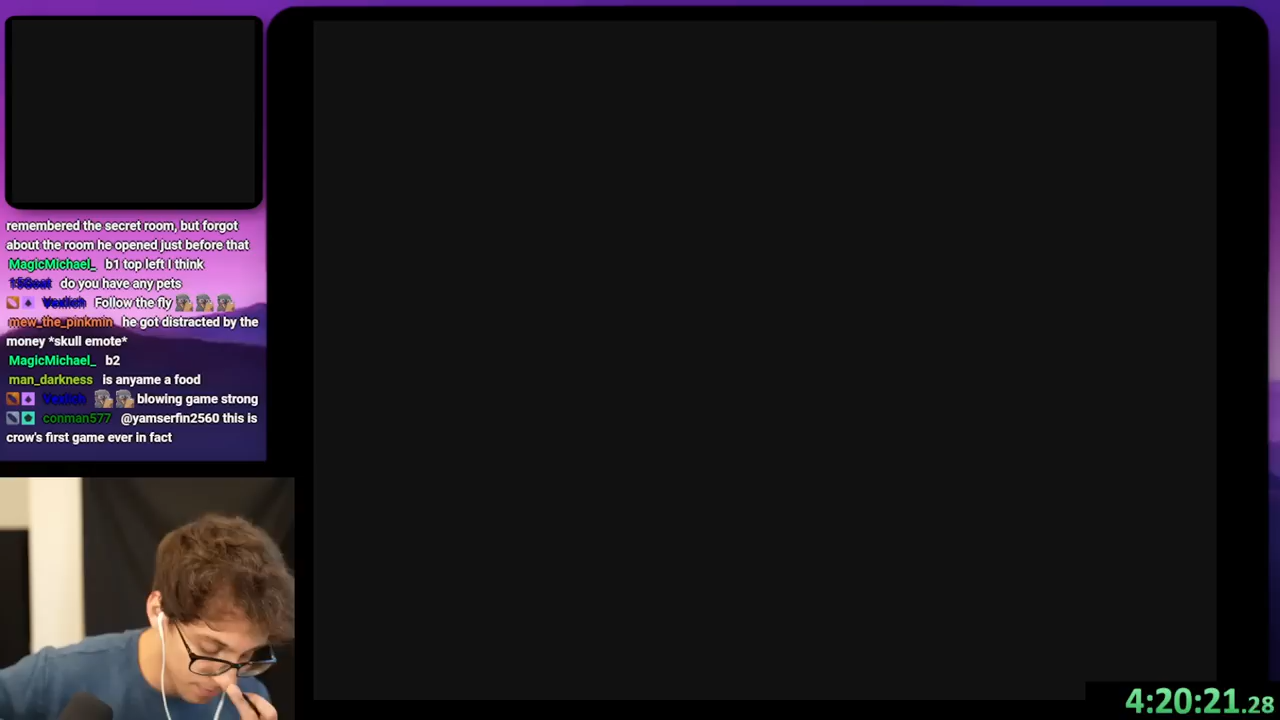 remembered the secret room, but forgot
about the room he opened just before that
MagicMichael_ b1 top left I think
15Goat do you have any pets
Follow the fly
mew_the_pinkmin he got distracted by the
money *skull emote*
MagicMichael_ b2
man_darkness is anyame a food
blowing game strong
conman577 @yamserfin2560 this is
crow's first game ever in fact
4:20:21.28